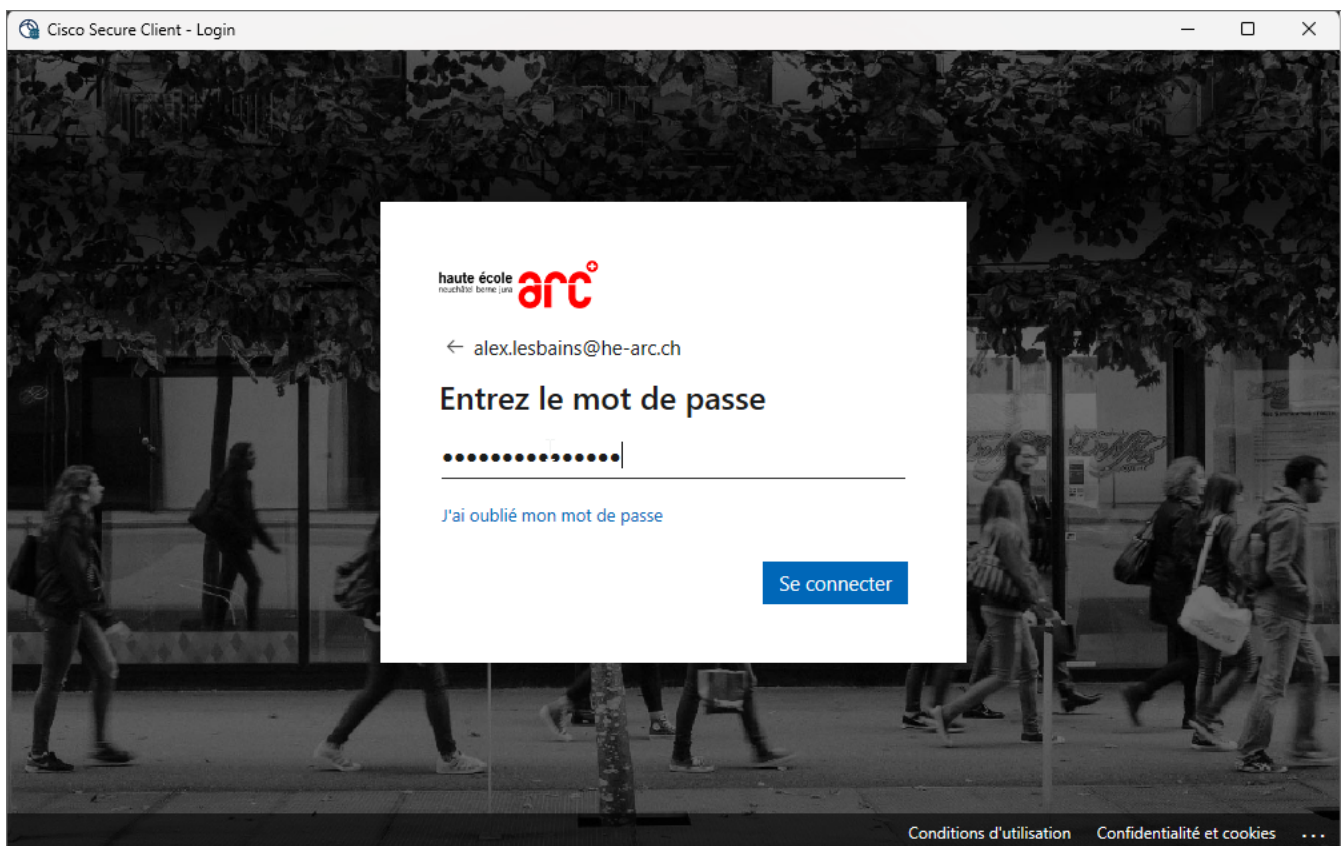 Cisco Secure Client - Login
haute école arc
neuchâtel berne jura
← alex.lesbains@he-arc.ch
Entrez le mot de passe
•••••••••••••••
J'ai oublié mon mot de passe
Se connecter
Conditions d'utilisation Confidentialité et cookies ...